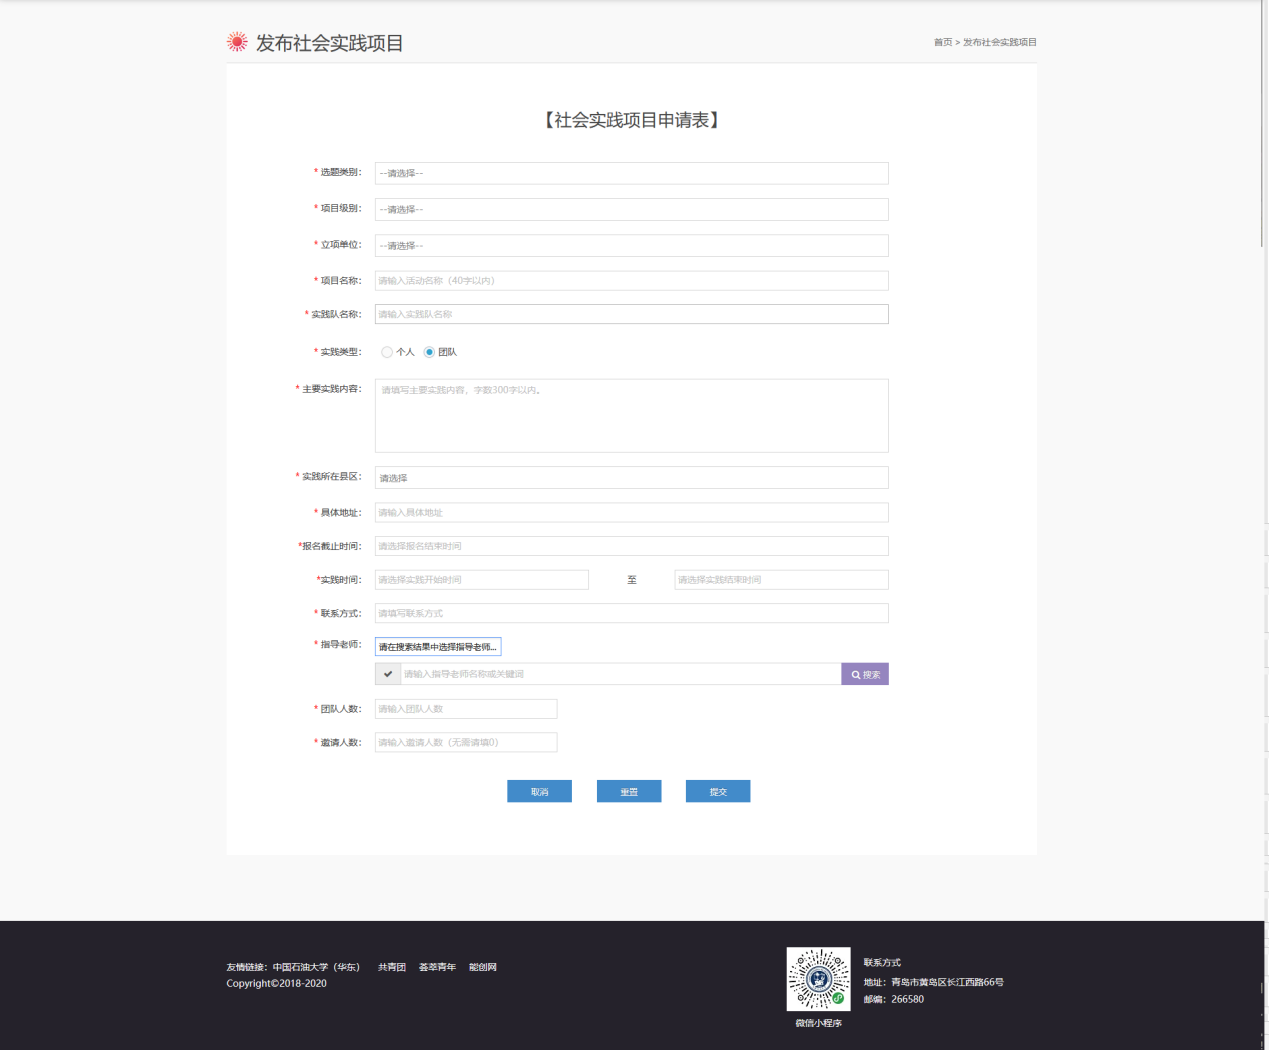 发布社会实践项目
首页 > 发布社会实践项目
【社会实践项目申请表】
* 选题类别： --请选择--
* 项目级别： --请选择--
* 立项单位： --请选择--
* 项目名称： 请输入活动名称（40字以内）
* 实践队名称： 请输入实践队名称
* 实践类型： 个人 团队
* 主要实践内容： 请填写主要实践内容，字数300字以内。
* 实践所在县区： 请选择
* 具体地址： 请输入具体地址
*报名截止时间： 请选择报名结束时间
*实践时间： 请选择实践开始时间 至 请选择实践结束时间
* 联系方式： 请填写联系方式
* 指导老师： 请在搜索结果中选择指导老师...
请输入指导老师名称或关键词 搜索
* 团队人数： 请输入团队人数
* 邀请人数： 请输入邀请人数（无需请填0）
取消 重置 提交
友情链接：中国石油大学（华东） 共青团 荟萃青年 能创网
Copyright©2018-2020
微信小程序
联系方式
地址：青岛市黄岛区长江西路66号
邮编：266580